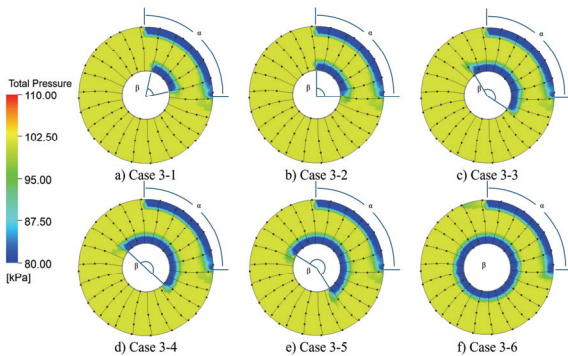 α
α
α
β
β
β
Total Pressure
110.00
102.50
95.00
87.50
80.00
[kPa]
a) Case 3-1
b) Case 3-2
c) Case 3-3
α
α
α
β
β
β
d) Case 3-4
e) Case 3-5
f) Case 3-6